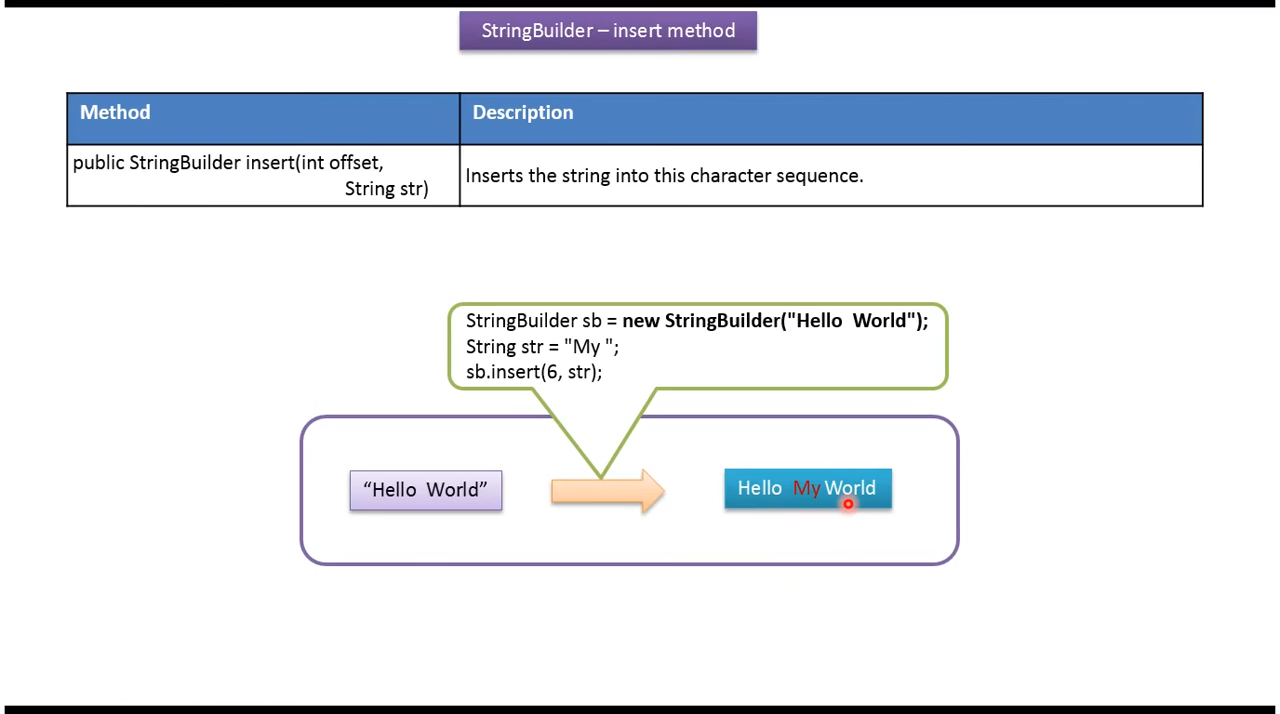 StringBuilder – insert method
Method
Description
public StringBuilder insert(int offset,
String str)
Inserts the string into this character sequence.
StringBuilder sb = new StringBuilder("Hello  World");
String str = "My ";
sb.insert(6, str);
“Hello  World”
Hello  My World